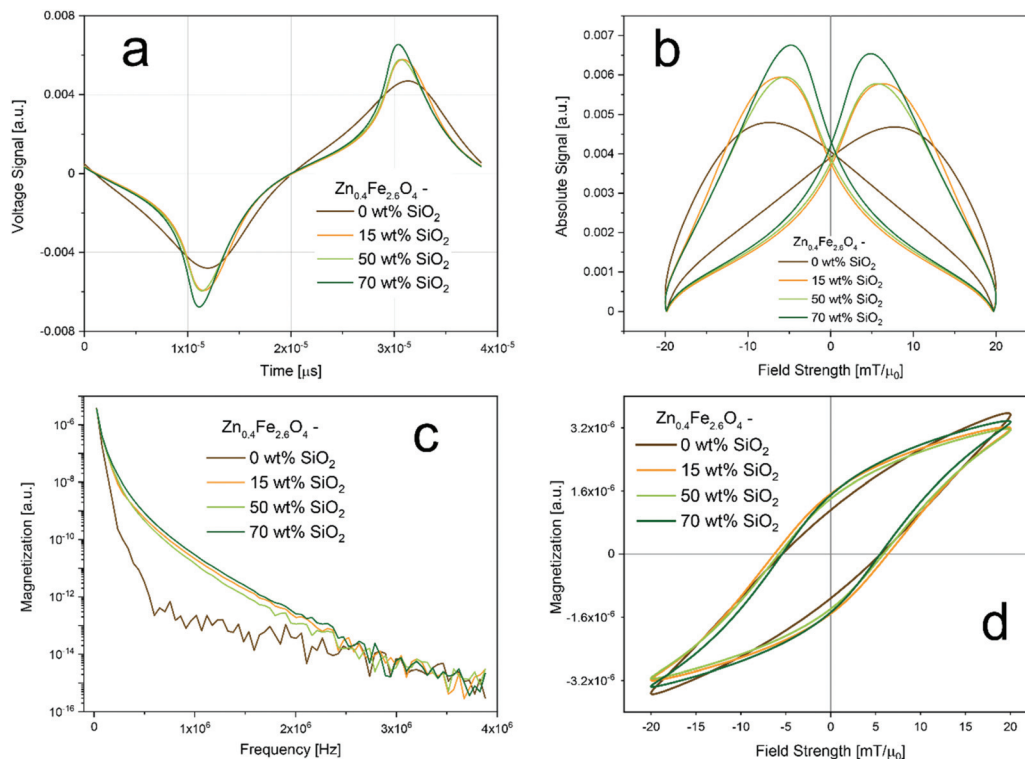 a
Voltage Signal [a.u.]
0.008
0.004
0
-0.004
-0.008
Zn0.4Fe2.6O4 -
0 wt% SiO2
15 wt% SiO2
50 wt% SiO2
70 wt% SiO2
0
1x10-5
2x10-5
3x10-5
4x10-5
Time [μs]
b
Absolute Signal [a.u.]
0.007
0.006
0.005
0.004
0.003
0.002
0.001
0
Zn0.4Fe2.6O4 -
0 wt% SiO2
15 wt% SiO2
50 wt% SiO2
70 wt% SiO2
-20
-10
0
10
20
Field Strength [mT/μ0]
c
Magnetization [a.u.]
10-6
10-8
10-10
10-12
10-14
10-16
Zn0.4Fe2.6O4 -
0 wt% SiO2
15 wt% SiO2
50 wt% SiO2
70 wt% SiO2
0
1x106
2x106
3x106
4x106
Frequency [Hz]
d
Magnetization [a.u.]
3.2x10-6
1.6x10-6
0
-1.6x10-6
-3.2x10-6
Zn0.4Fe2.6O4 -
0 wt% SiO2
15 wt% SiO2
50 wt% SiO2
70 wt% SiO2
-20
-15
-10
-5
0
5
10
15
20
Field Strength [mT/μ0]